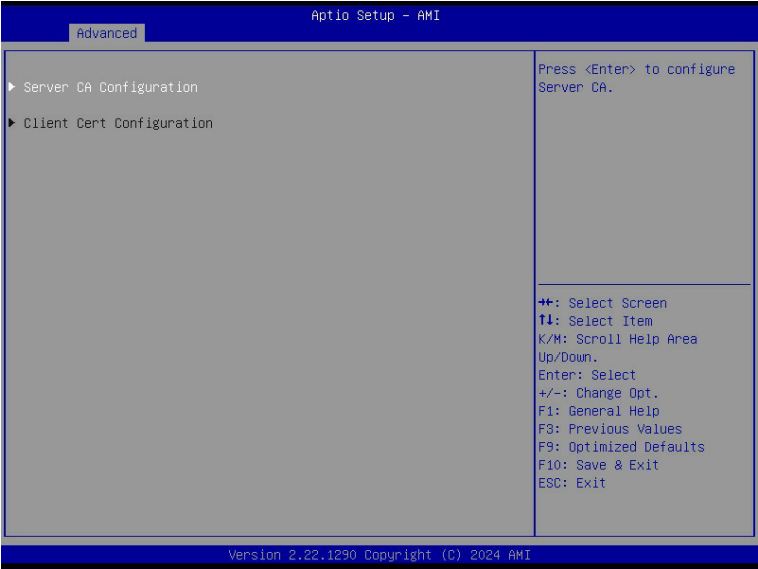 Aptio Setup – AMI
Advanced
Server CA Configuration
Client Cert Configuration
Press <Enter> to configure
Server CA.
→←: Select Screen
↑↓: Select Item
K/M: Scroll Help Area
Up/Down.
Enter: Select
+/-: Change Opt.
F1: General Help
F3: Previous Values
F9: Optimized Defaults
F10: Save & Exit
ESC: Exit
Version 2.22.1290 Copyright (C) 2024 AMI